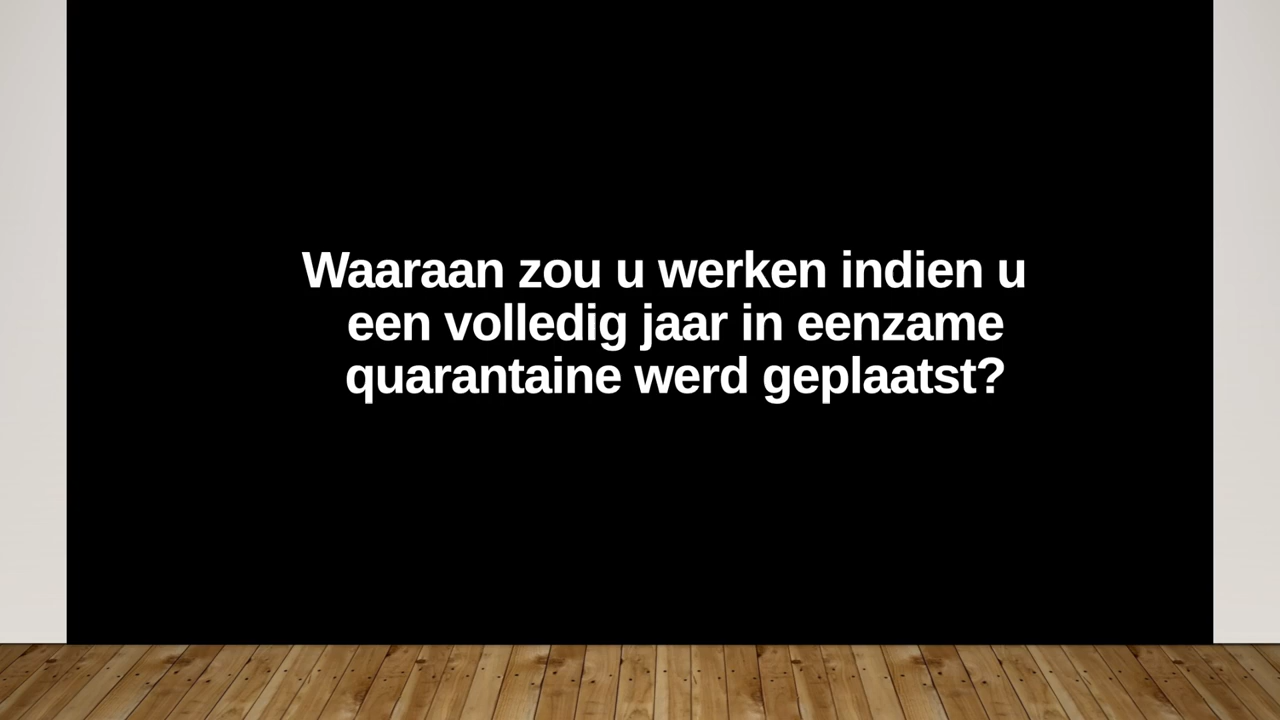 Waaraan zou u werken indien u
een volledig jaar in eenzame
quarantaine werd geplaatst?